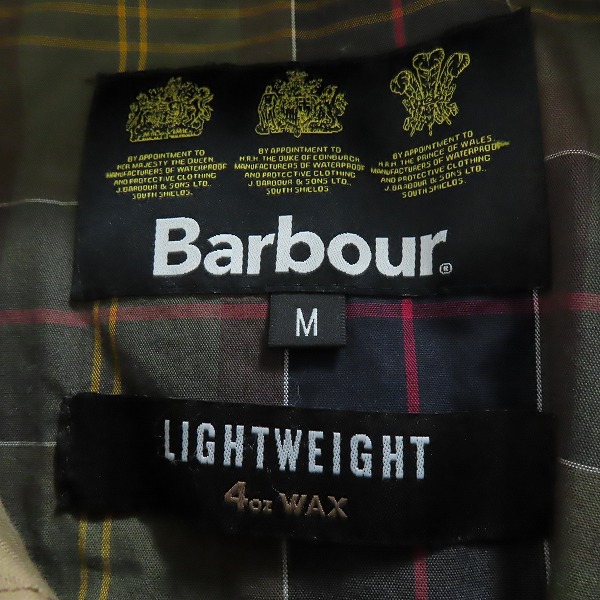 BY APPOINTMENT TO
HER MAJESTY THE QUEEN
MANUFACTURERS OF WATERPROOF
AND PROTECTIVE CLOTHING
J. BARBOUR & SONS LTD.,
SOUTH SHIELDS.
BY APPOINTMENT TO
H.R.H. THE DUKE OF EDINBURGH
MANUFACTURERS OF WATERPROOF
AND PROTECTIVE CLOTHING
J. BARBOUR & SONS LTD.,
SOUTH SHIELDS.
BY APPOINTMENT TO
H.R.H. THE PRINCE OF WALES.
MANUFACTURERS OF WATERPROOF
AND PROTECTIVE CLOTHING
J. BARBOUR & SONS LTD.,
SOUTH SHIELDS.
Barbour®
M
LIGHTWEIGHT
4oz WAX